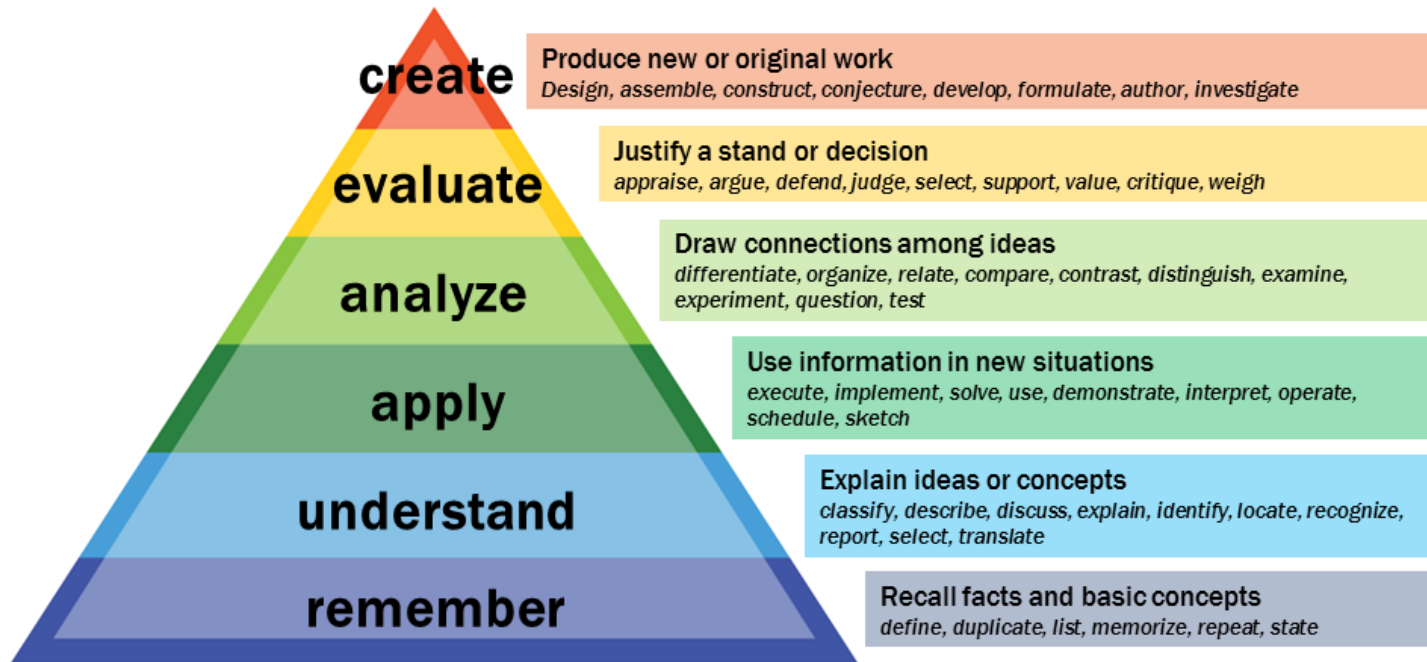 create
Produce new or original work
Design, assemble, construct, conjecture, develop, formulate, author, investigate
evaluate
Justify a stand or decision
appraise, argue, defend, judge, select, support, value, critique, weigh
analyze
Draw connections among ideas
differentiate, organize, relate, compare, contrast, distinguish, examine,
experiment, question, test
apply
Use information in new situations
execute, implement, solve, use, demonstrate, interpret, operate,
schedule, sketch
understand
Explain ideas or concepts
classify, describe, discuss, explain, identify, locate, recognize,
report, select, translate
remember
Recall facts and basic concepts
define, duplicate, list, memorize, repeat, state